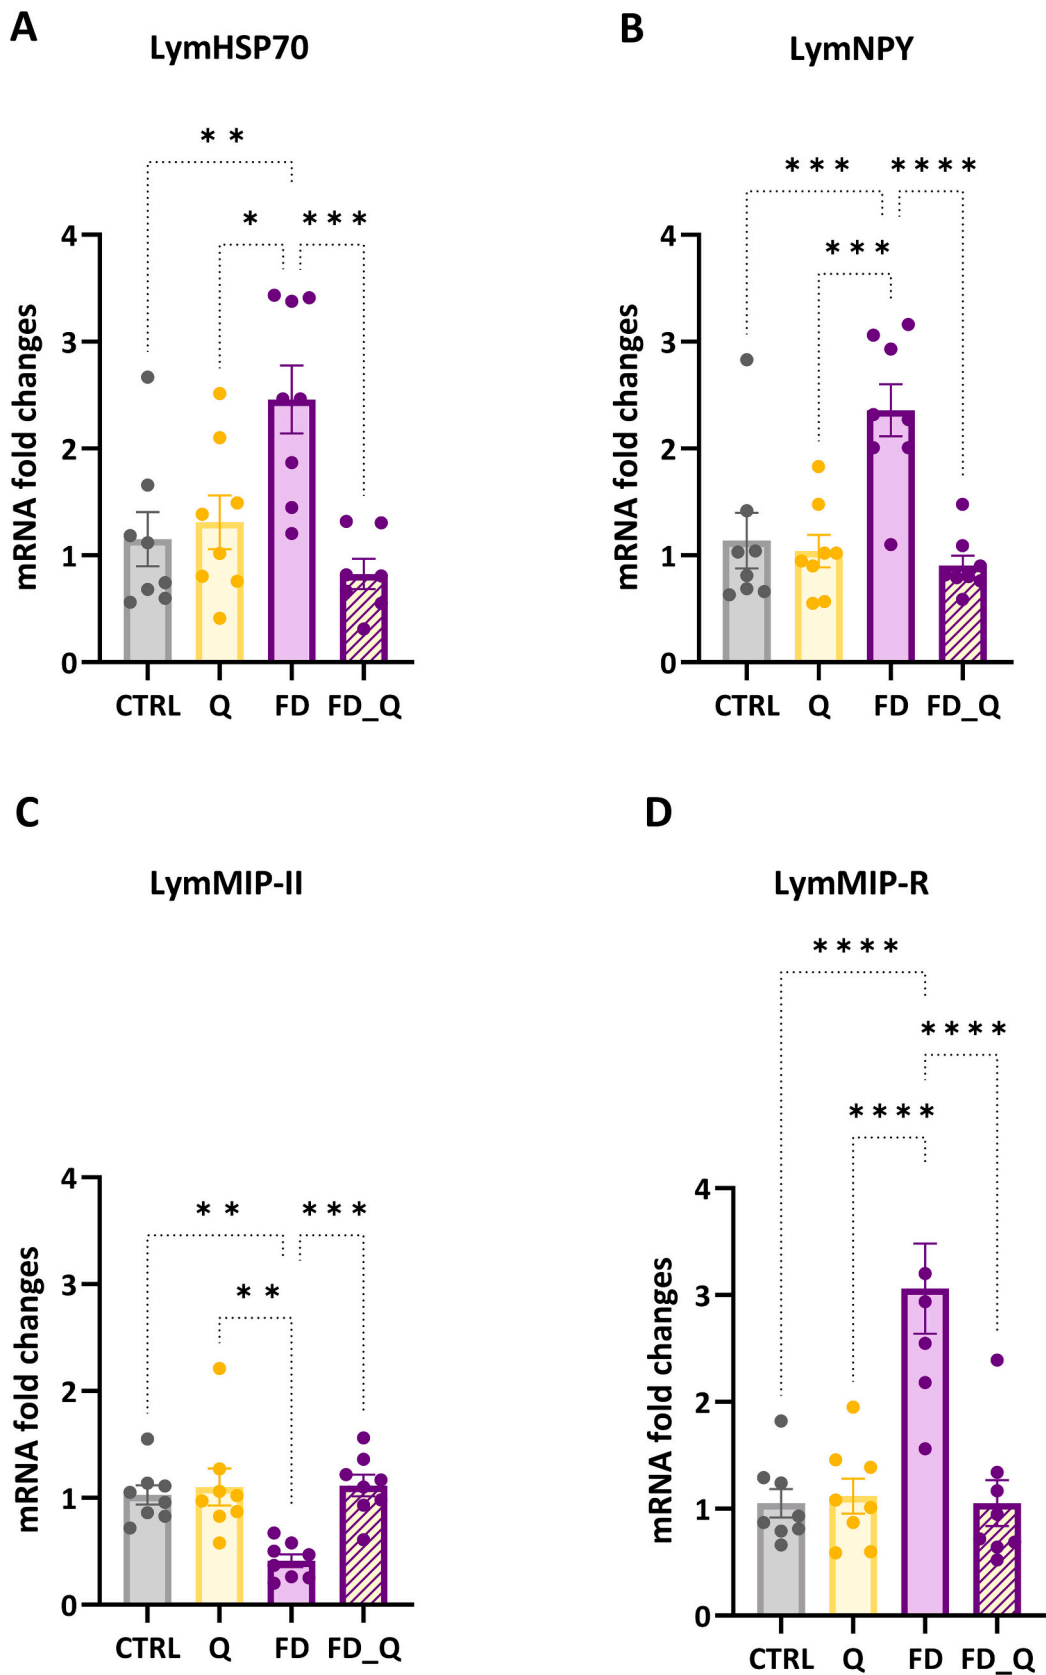 A
LymHSP70
* *
* * * *
mRNA fold changes
4
3
2
1
0
CTRL Q FD FD_Q
B
LymNPY
* * * * * * *
* * *
mRNA fold changes
4
3
2
1
0
CTRL Q FD FD_Q
C
LymMIP-II
* * * * *
* *
mRNA fold changes
4
3
2
1
0
CTRL Q FD FD_Q
D
LymMIP-R
* * * *
* * * *
* * * *
mRNA fold changes
4
3
2
1
0
CTRL Q FD FD_Q